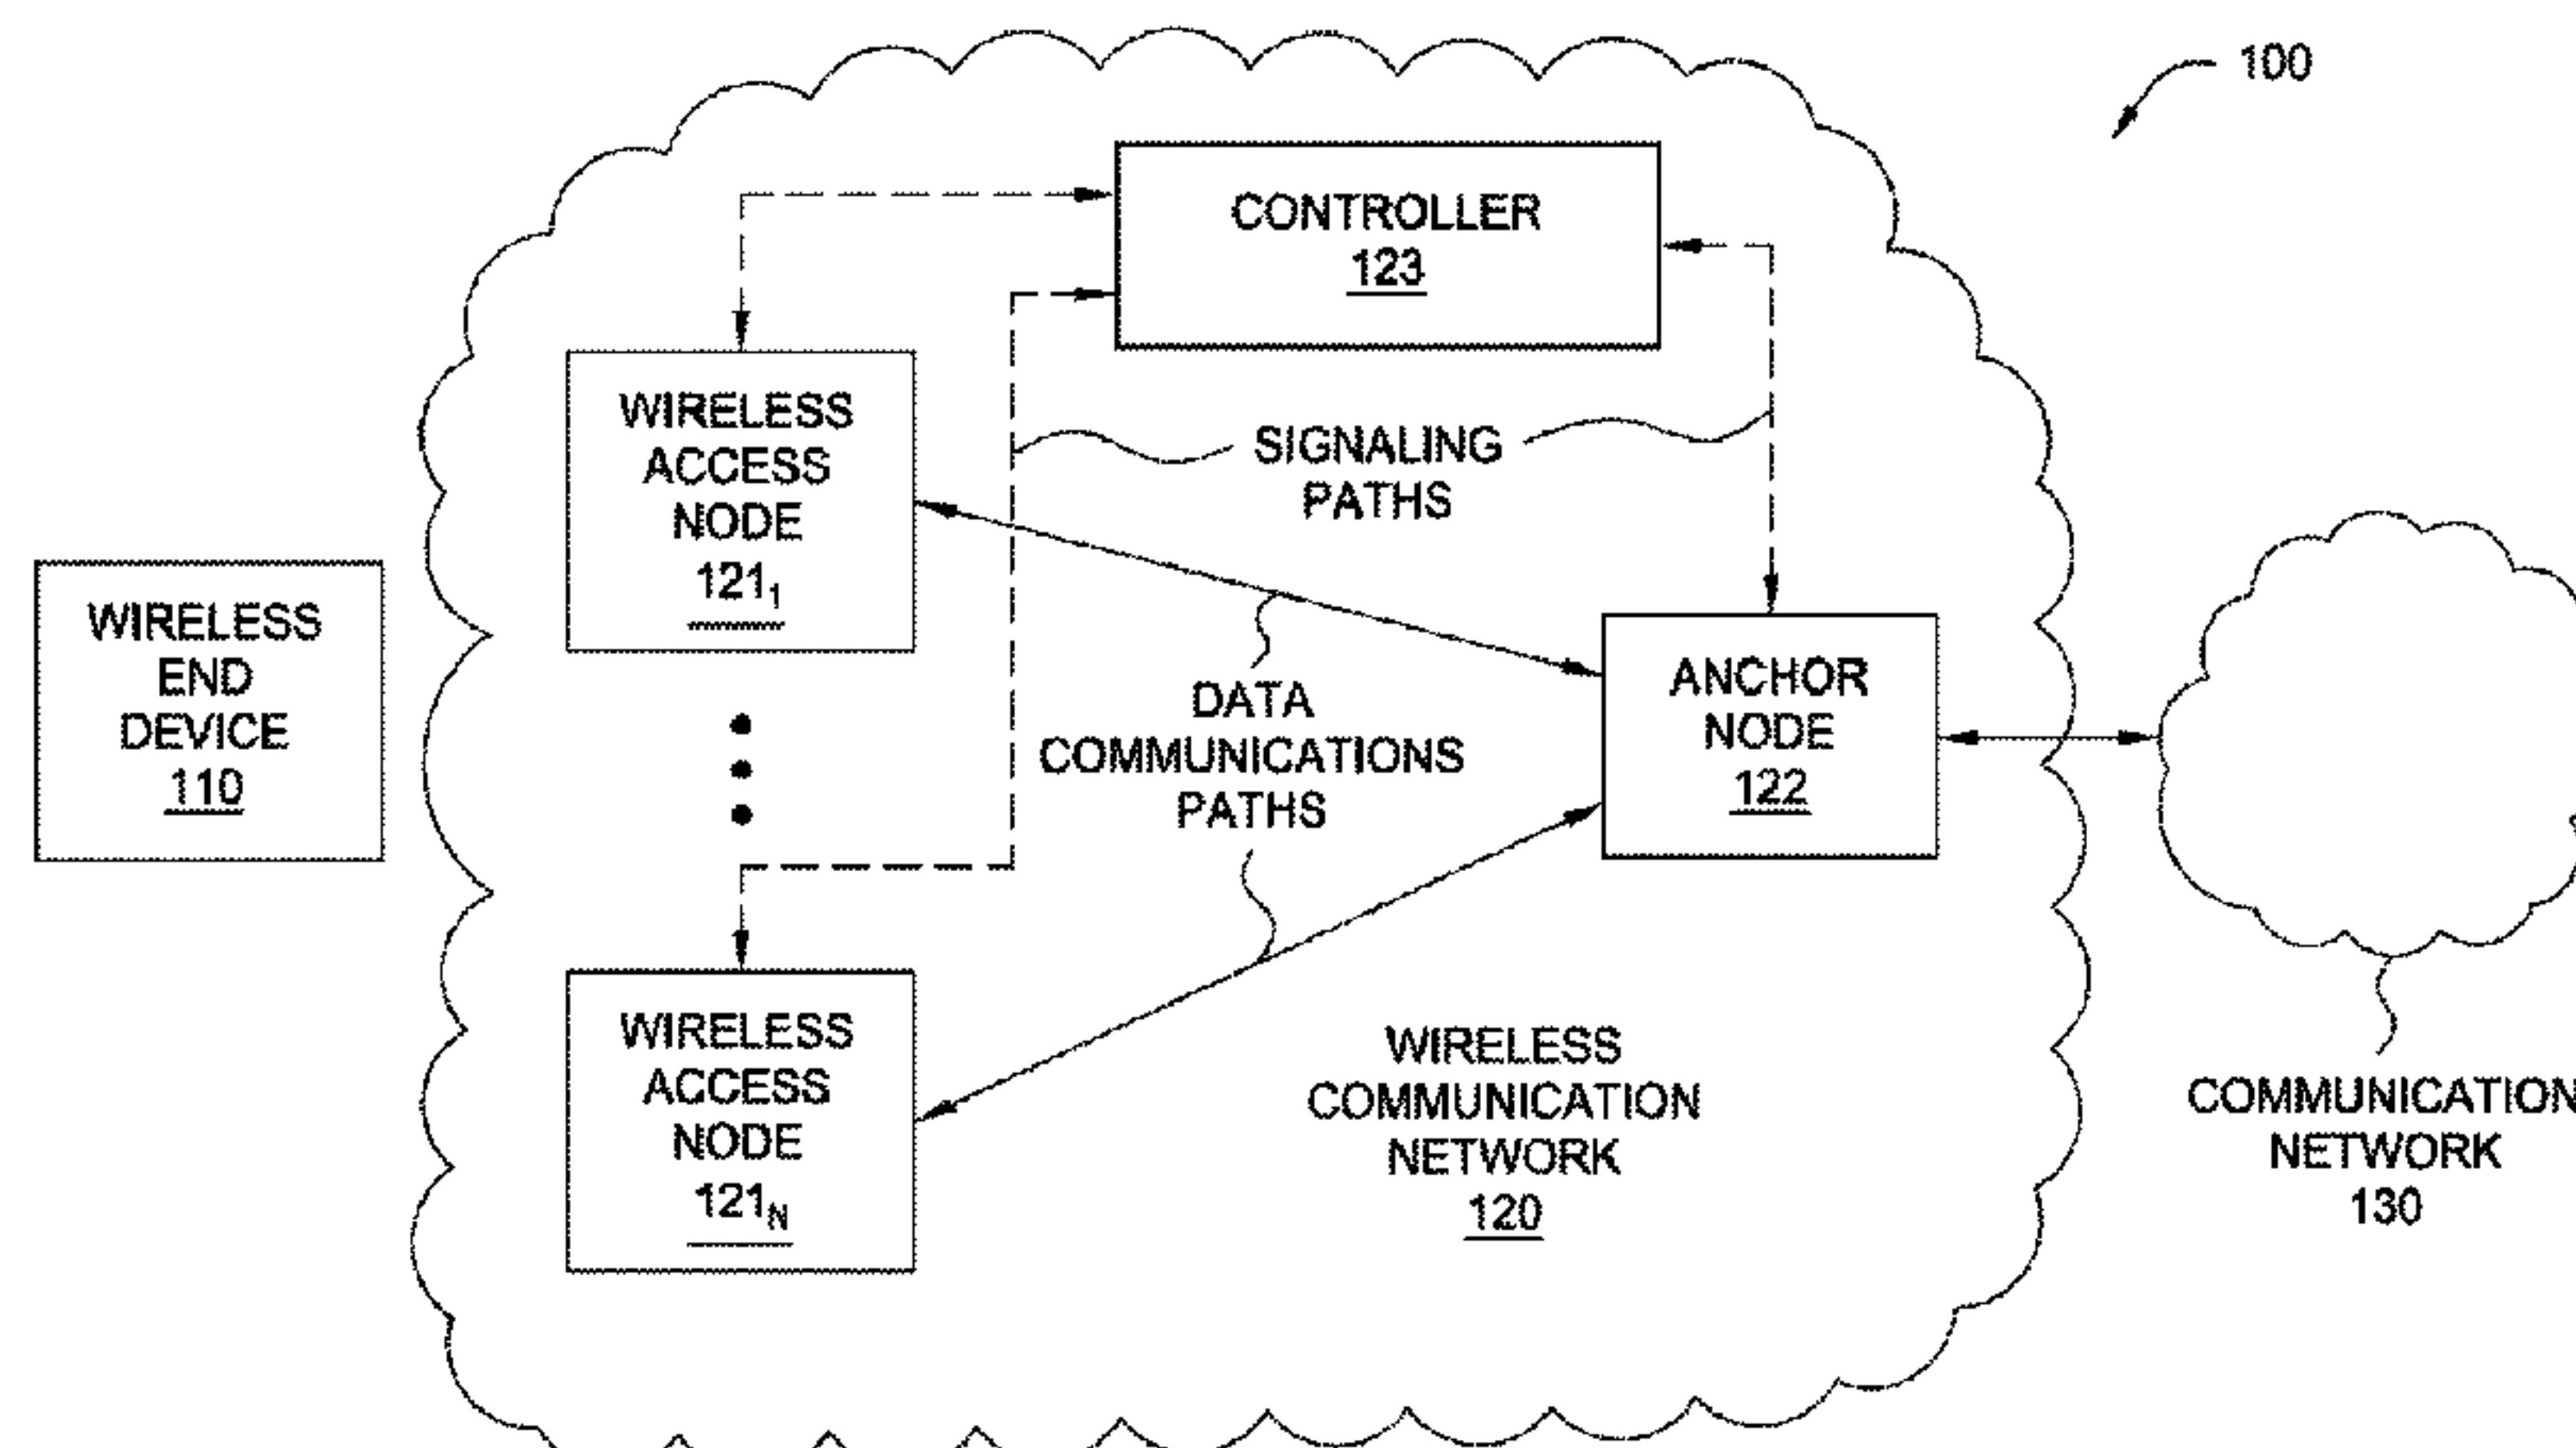 100
CONTROLLER
123
WIRELESS
ACCESS
NODE
121₁
SIGNALING
PATHS
WIRELESS
END
DEVICE
110
DATA
COMMUNICATIONS
PATHS
ANCHOR
NODE
122
WIRELESS
ACCESS
NODE
121N
WIRELESS
COMMUNICATION
NETWORK
120
COMMUNICATION
NETWORK
130